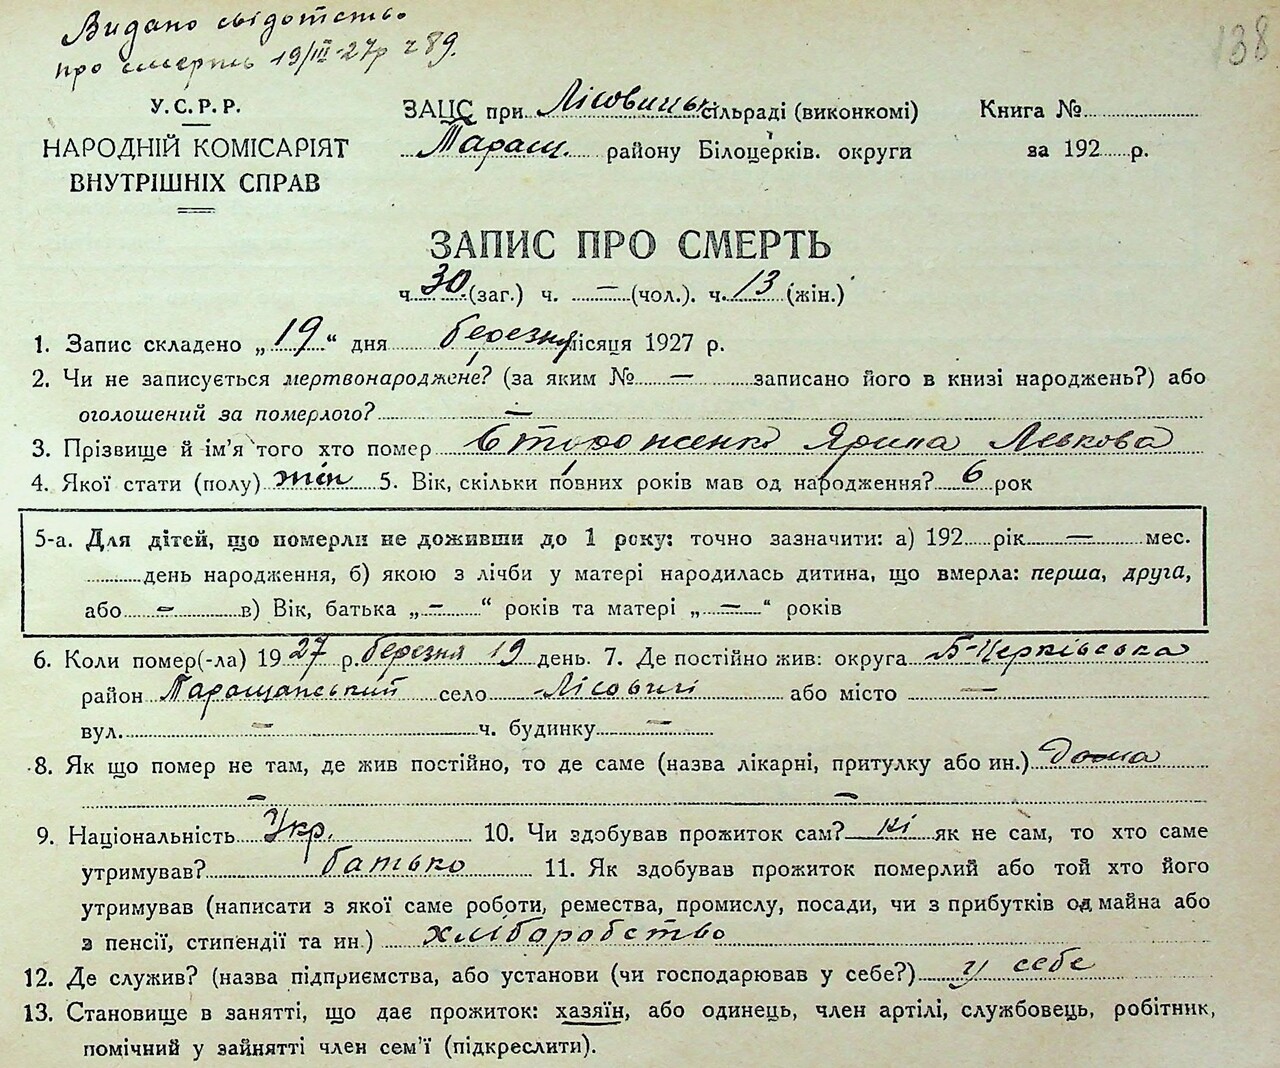 Видано свідотство
про смерть 19/III-27р ч 89.
138
У.С.Р.Р.
НАРОДНІЙ КОМІСАРІЯТ
ВНУТРІШНІХ СПРАВ
ЗАЦС при Лісовицьк. сільраді (виконкомі)
Таращ. району Білоцерків. округи
Книга №
за 192 р.
ЗАПИС ПРО СМЕРТЬ
ч. 30 (заг.) ч. — (чол.). ч. 13 (жін.)
1. Запис складено „ 19 “ дня березня місяця 1927 р.
2. Чи не записується мертвонароджене? (за яким № — записано його в книзі народжень?) або
оголошений за померлого? —
3. Прізвище й ім’я того хто помер Стороженко Ярина Левкова
4. Якої стати (полу) жін 5. Вік, скільки повних років мав од народження? 6 рок
5-а. Для дітей, що померли не доживши до 1 року: точно зазначити: а) 192 рік — мес.
день народження, б) якою з лічби у матері народилась дитина, що вмерла: перша, друга,
або — в) Вік, батька „ — “ років та матері „ — “ років
6. Коли помер(-ла) 1927 р. березня 19 день. 7. Де постійно жив: округа Б-Церківська
район Таращанський село Лісовичі або місто —
вул. — ч. будинку —
8. Як що помер не там, де жив постійно, то де саме (назва лікарні, притулку або ин.) дома
— —
9. Національність Укр. 10. Чи здобував прожиток сам? ні як не сам, то хто саме
утримував? батько 11. Як здобував прожиток померлий або той хто його
утримував (написати з якої саме роботи, ремества, промислу, посади, чи з прибутків од майна або
з пенсії, стипендії та ин.) хліборобство
12. Де служив? (назва підприємства, або установи (чи господарював у себе?) у себе
13. Становище в занятті, що дає прожиток: хазяїн, або одинець, член артілі, службовець, робітник,
помічний у зайнятті член сем’ї (підкреслити).